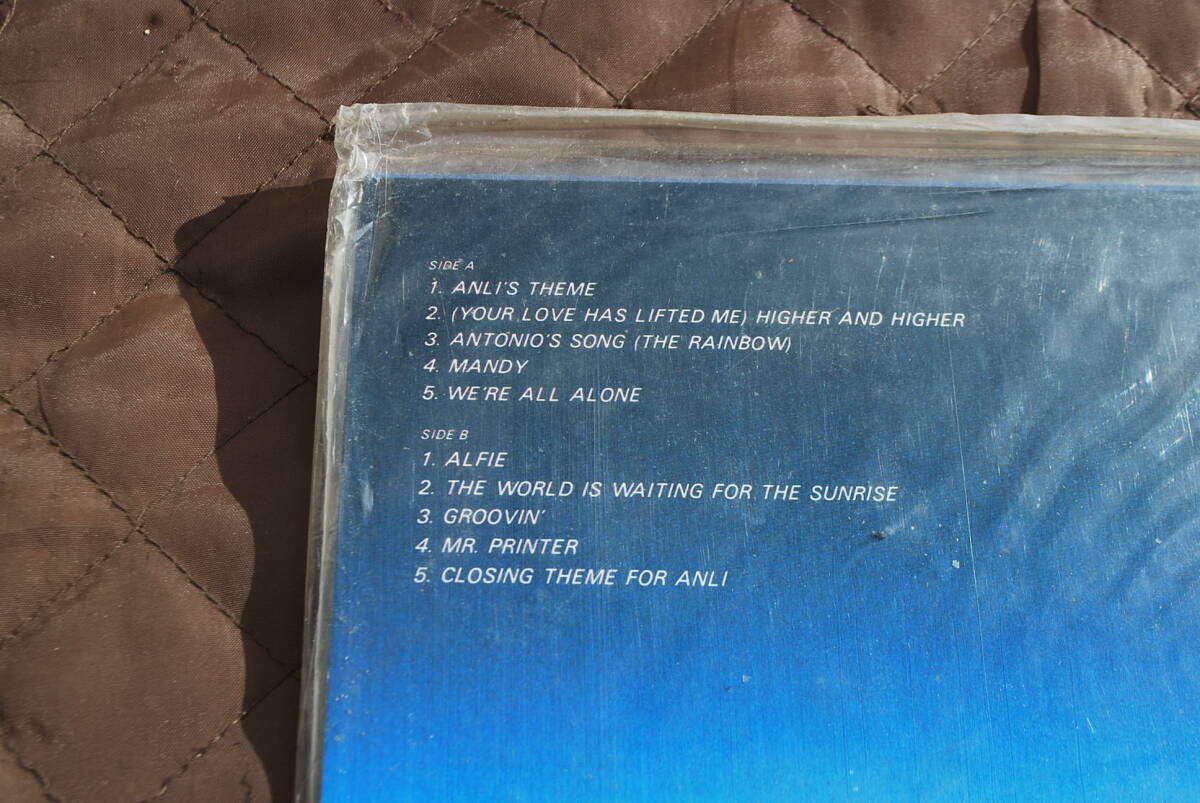 SIDE A
1. ANLI'S THEME
2. (YOUR LOVE HAS LIFTED ME) HIGHER AND HIGHER
3. ANTONIO'S SONG (THE RAINBOW)
4. MANDY
5. WE'RE ALL ALONE
SIDE B
1. ALFIE
2. THE WORLD IS WAITING FOR THE SUNRISE
3. GROOVIN'
4. MR. PRINTER
5. CLOSING THEME FOR ANLI